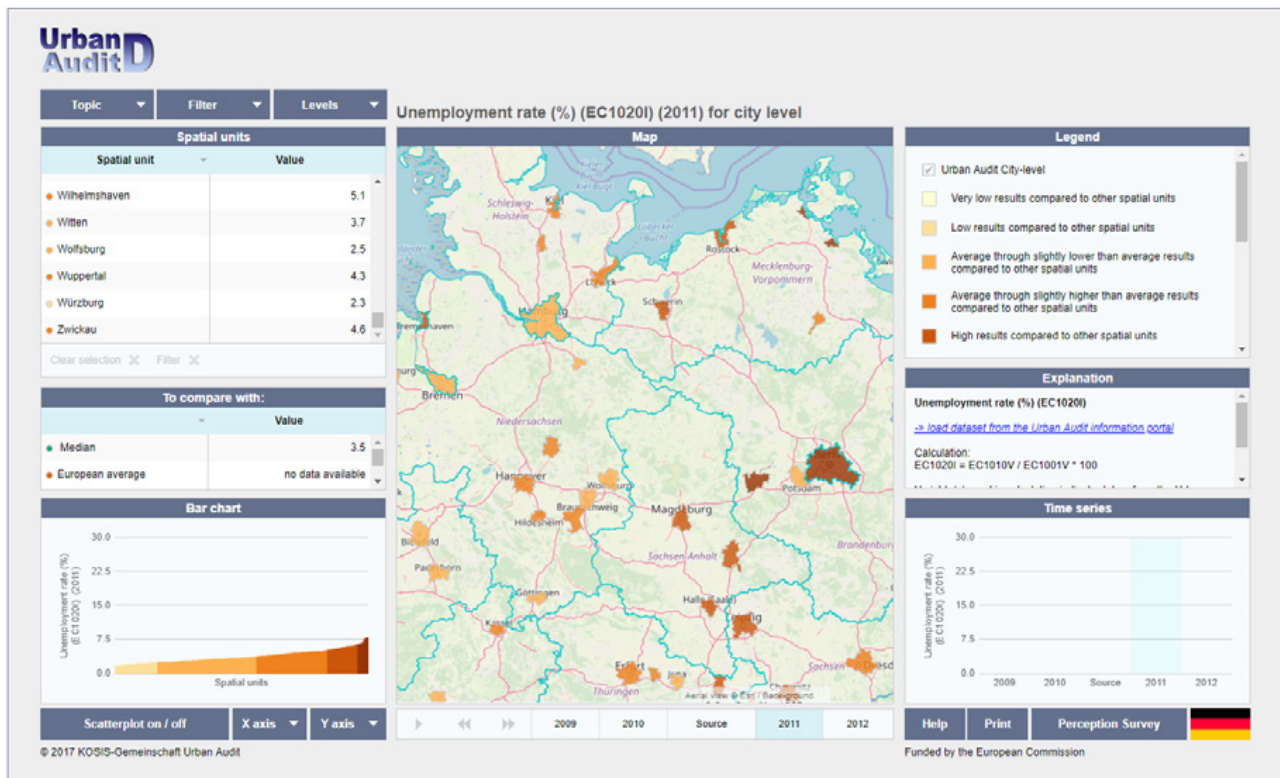 Urban
Audit D
Topic
Filter
Levels
Unemployment rate (%) (EC1020I) (2011) for city level
Spatial units
Spatial unit Value
Wilhelmshaven 5.1
Witten 3.7
Wolfsburg 2.5
Wuppertal 4.3
Würzburg 2.3
Zwickau 4.6
Clear selection Filter
To compare with:
Value
Median 3.5
European average no data available
Bar chart
Unemployment rate (%)
(EC1020I) (2011)
30.0
22.5
15.0
7.5
0.0
Spatial units
Scatterplot on / off
X axis
Y axis
© 2017 KOSIS-Gemeinschaft Urban Audit
Map
Kiel
Schleswig-
Holstein
Lübecker
Bucht
Rostock
Mecklenburg-
Vorpommern
Schwerin
Hamburg
Bremen
Niedersachsen
Hannover
Hildesheim
Magdeburg
Potsdam
Brandenburg
Sachsen-Anhalt
Bielefeld
Paderborn
Göttingen
Kassel
Halle (Saale)
Leipzig
Erfurt
Jena
Thüringen
Sachsen
Aerial view © Esri / Background
2009
2010
Source
2011
2012
Legend
Urban Audit City-level
Very low results compared to other spatial units
Low results compared to other spatial units
Average through slightly lower than average results
compared to other spatial units
Average through slightly higher than average results
compared to other spatial units
High results compared to other spatial units
Explanation
Unemployment rate (%) (EC1020I)
-> load dataset from the Urban Audit information portal
Calculation:
EC1020I = EC1010V / EC1001V * 100
Time series
Unemployment rate (%)
(EC1020I) (2011)
30.0
22.5
15.0
7.5
0.0
2009
2010
Source
2011
2012
Help
Print
Perception Survey
Funded by the European Commission